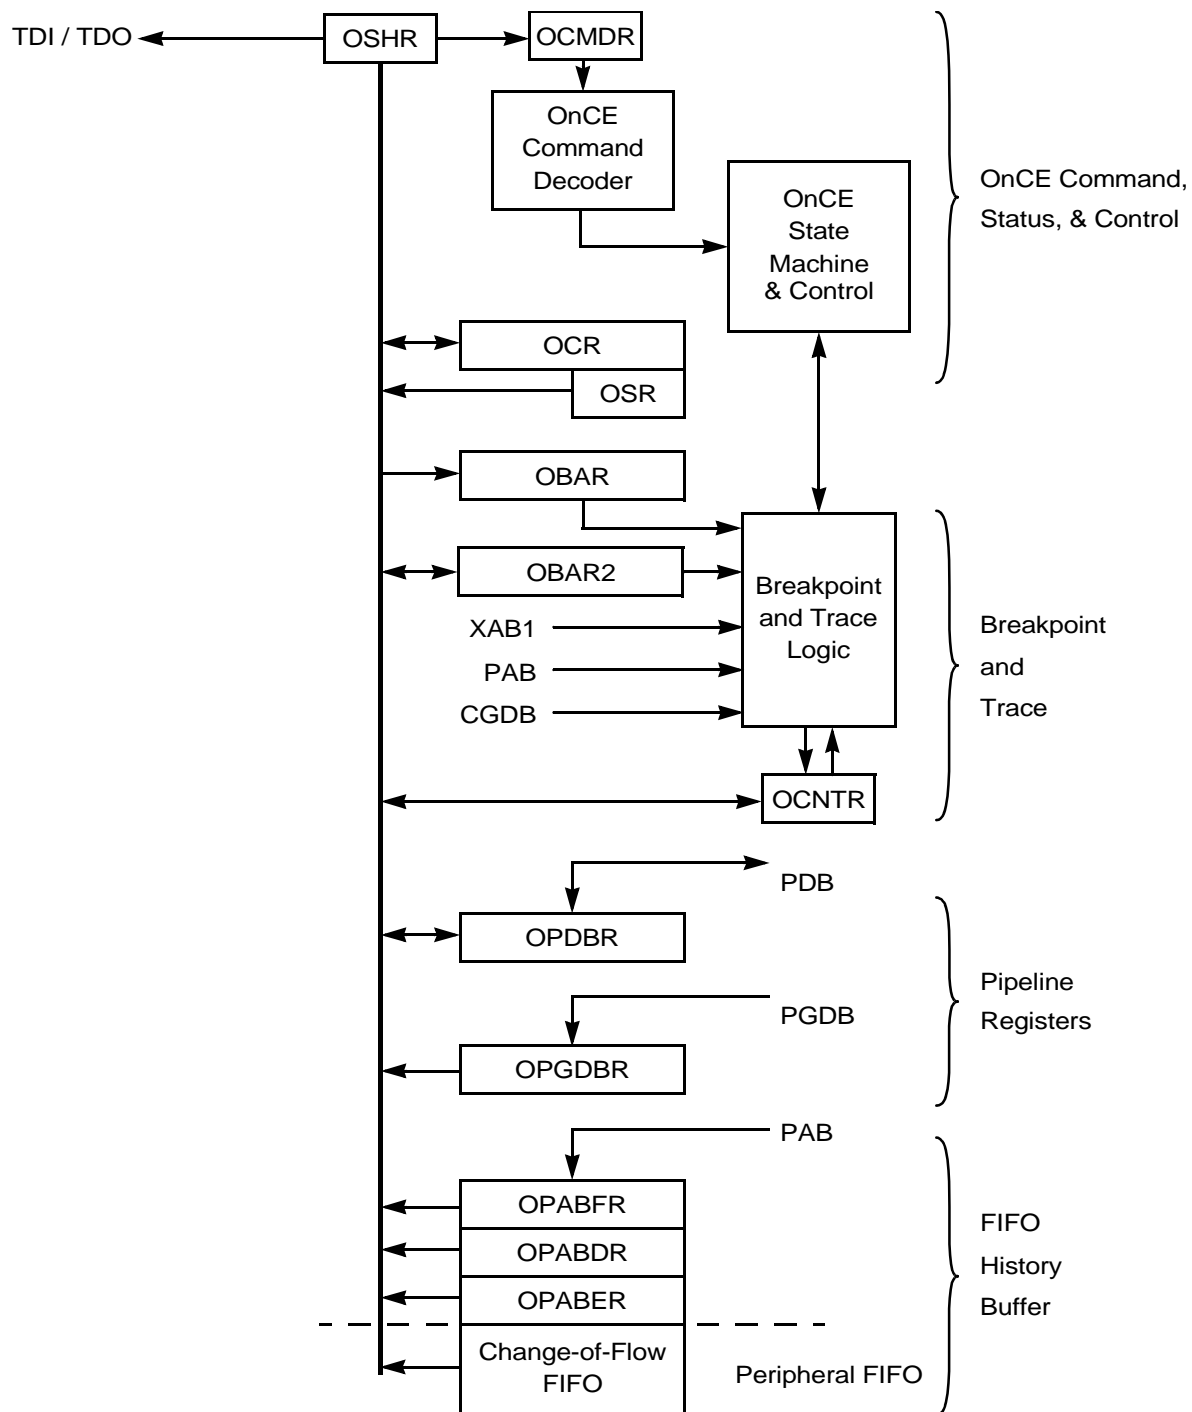 TDI / TDO
OSHR
OCMDR
OnCE
Command
Decoder
OnCE
State
Machine
& Control
OnCE Command,
Status, & Control
OCR
OSR
OBAR
OBAR2
XAB1
PAB
CGDB
Breakpoint
and Trace
Logic
Breakpoint
and
Trace
OCNTR
PDB
OPDBR
PGDB
OPGDBR
Pipeline
Registers
PAB
OPABFR
OPABDR
OPABER
Change-of-Flow
FIFO
Peripheral FIFO
FIFO
History
Buffer